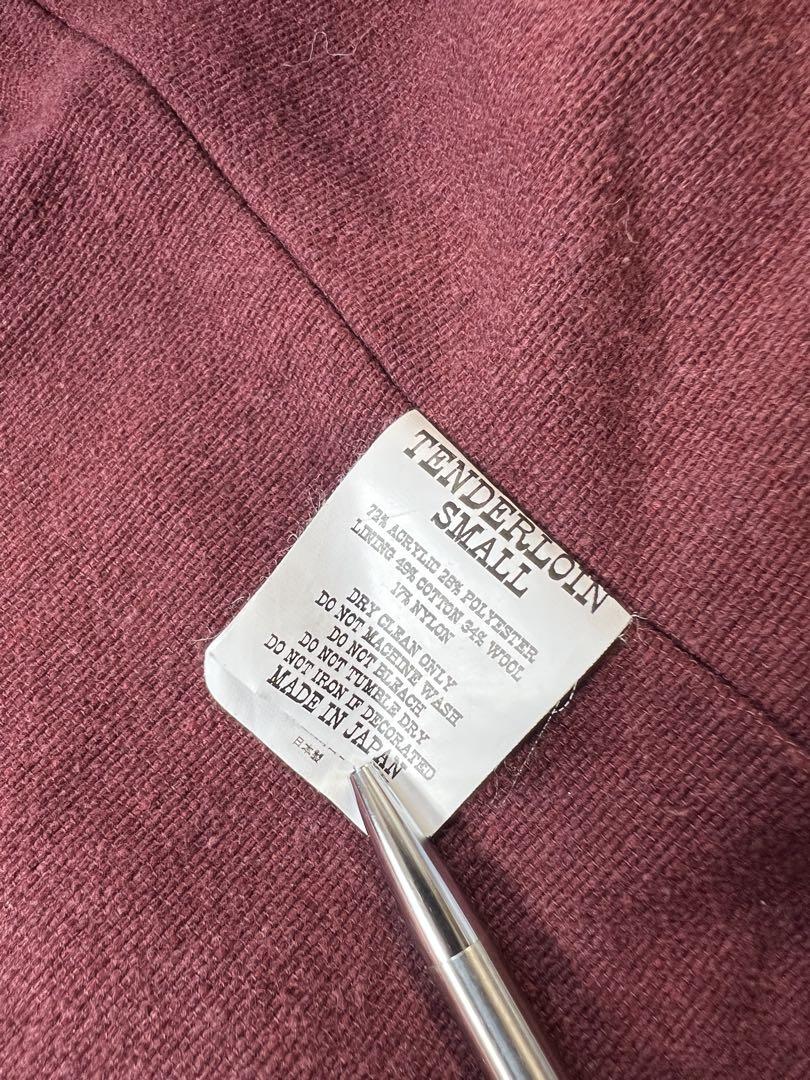 TENDERLOIN
SMALL
72% ACRYLIC 28% POLYESTER
LINING 49% COTTON 34% WOOL
17% NYLON
DRY CLEAN ONLY
DO NOT MACHINE WASH
DO NOT BLEACH
DO NOT TUMBLE DRY
DO NOT IRON IF DECORATED
MADE IN JAPAN
日本製